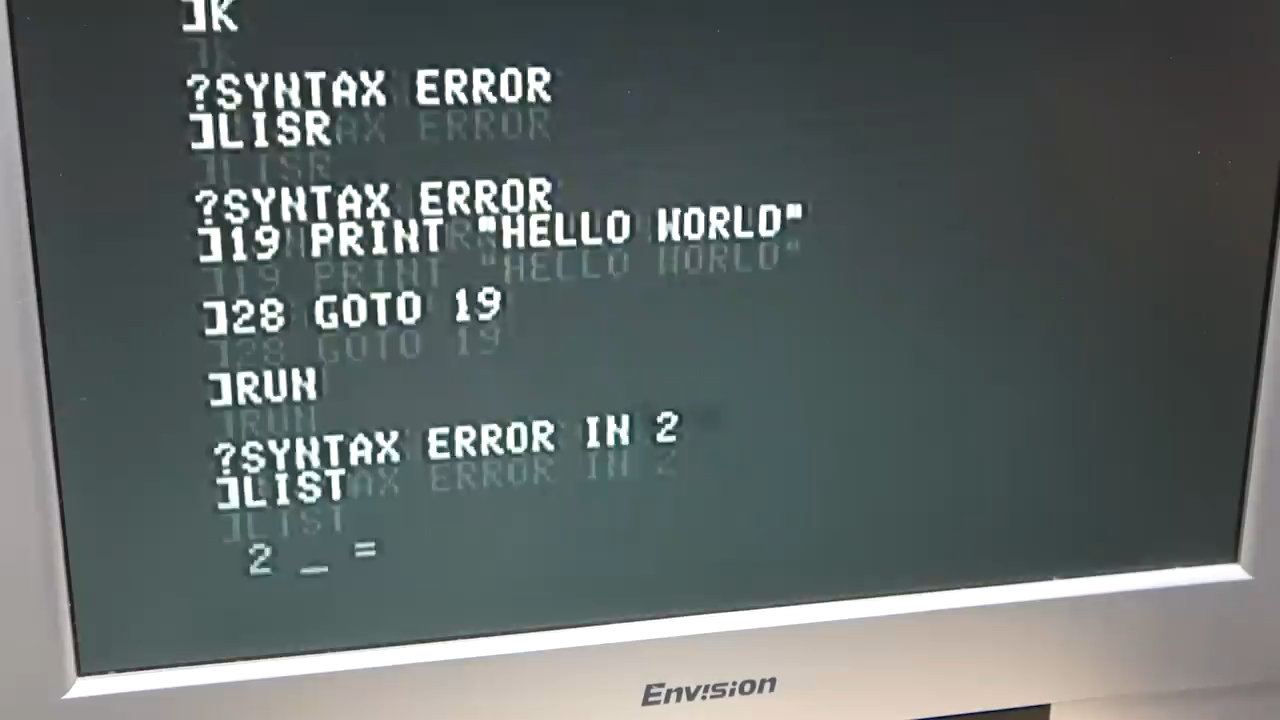 ]K
?SYNTAX ERROR
]LISR
?SYNTAX ERROR
]19 PRINT "HELLO WORLD"
]28 GOTO 19
]RUN
?SYNTAX ERROR IN 2
]LIST
2 _ =
Envision